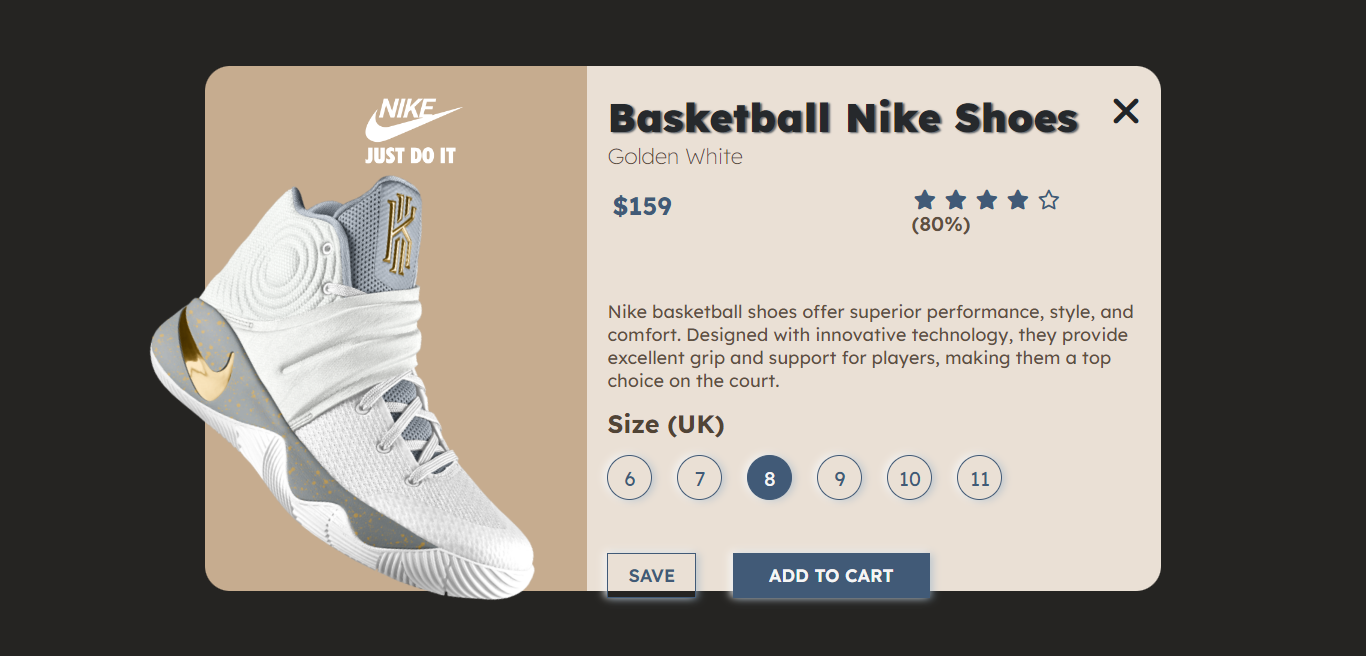 NIKE
JUST DO IT
Basketball Nike Shoes
Golden White
$159
(80%)
Nike basketball shoes offer superior performance, style, and
comfort. Designed with innovative technology, they provide
excellent grip and support for players, making them a top
choice on the court.
Size (UK)
6 7 8 9 10 11
SAVE ADD TO CART